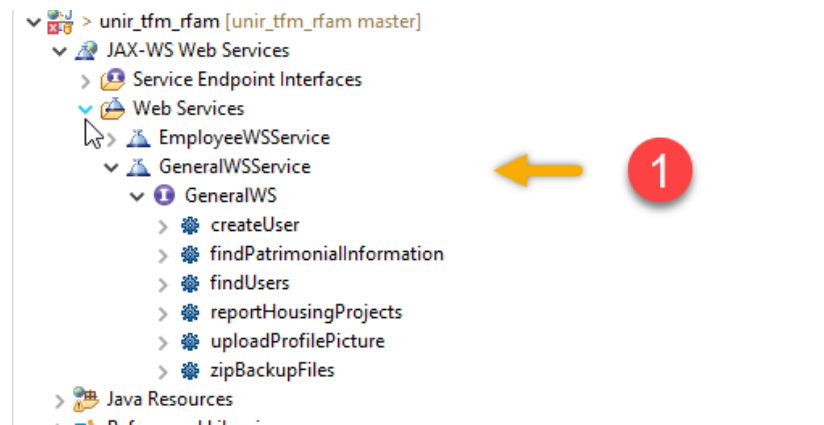 > unir_tfm_rfam [unir_tfm_rfam master]
JAX-WS Web Services
Service Endpoint Interfaces
Web Services
EmployeeWSService
GeneralWSService
1
GeneralWS
createUser
findPatrimonialInformation
findUsers
reportHousingProjects
uploadProfilePicture
zipBackupFiles
Java Resources